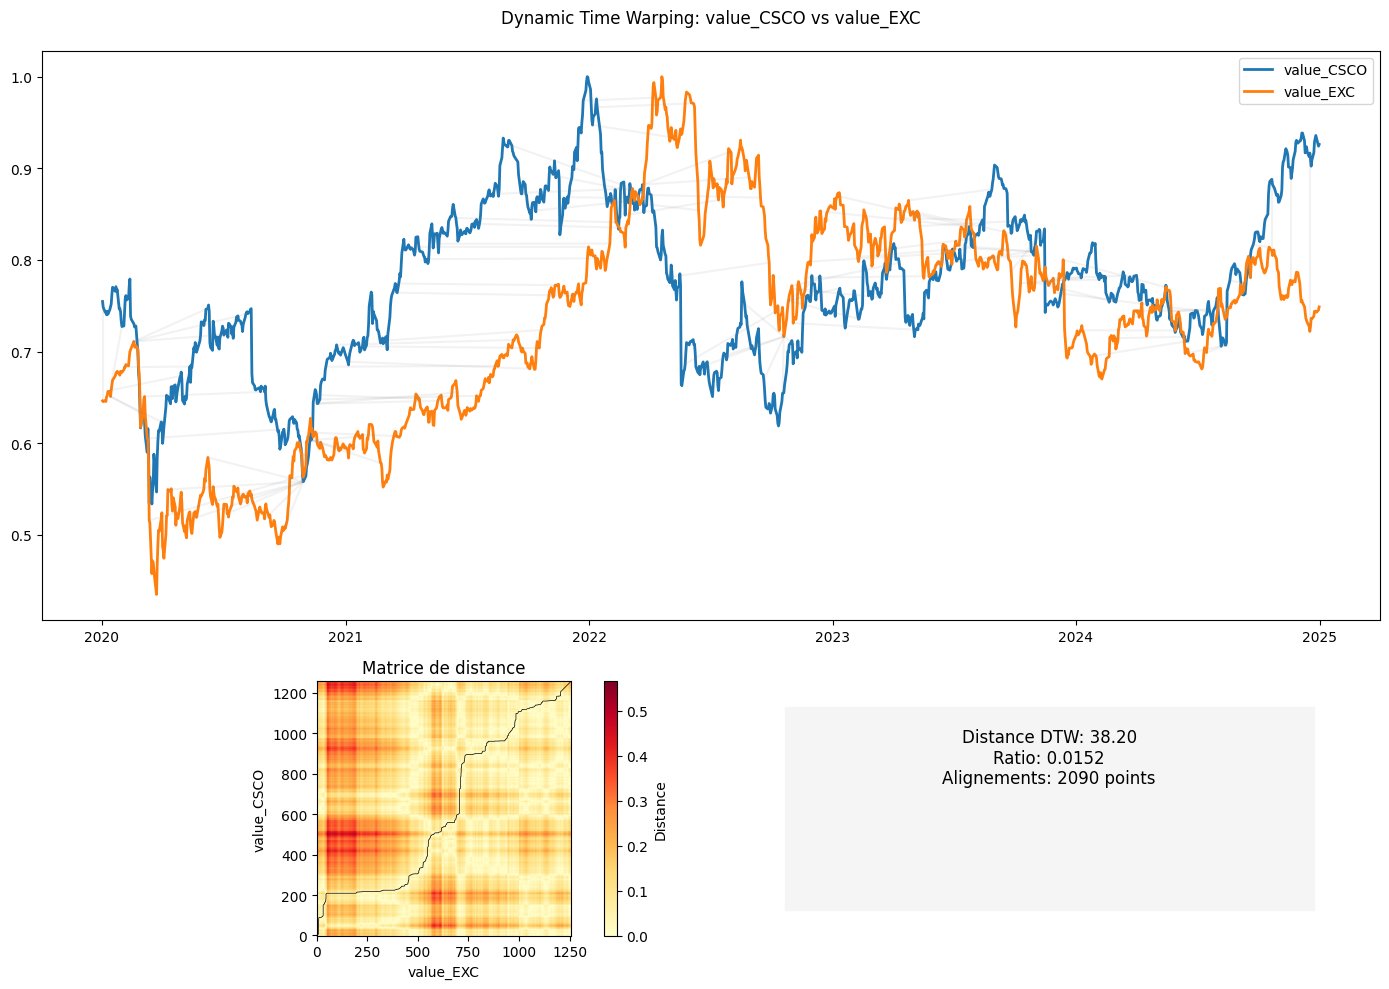 Dynamic Time Warping: value_CSCO vs value_EXC
value_CSCO
value_EXC
1.0
0.9
0.8
0.7
0.6
0.5
2020 2021 2022 2023 2024 2025
Matrice de distance
1200
1000
800
600
400
200
0
value_CSCO
0 250 500 750 1000 1250
value_EXC
0.5
0.4
0.3
0.2
0.1
0.0
Distance
Distance DTW: 38.20
Ratio: 0.0152
Alignements: 2090 points